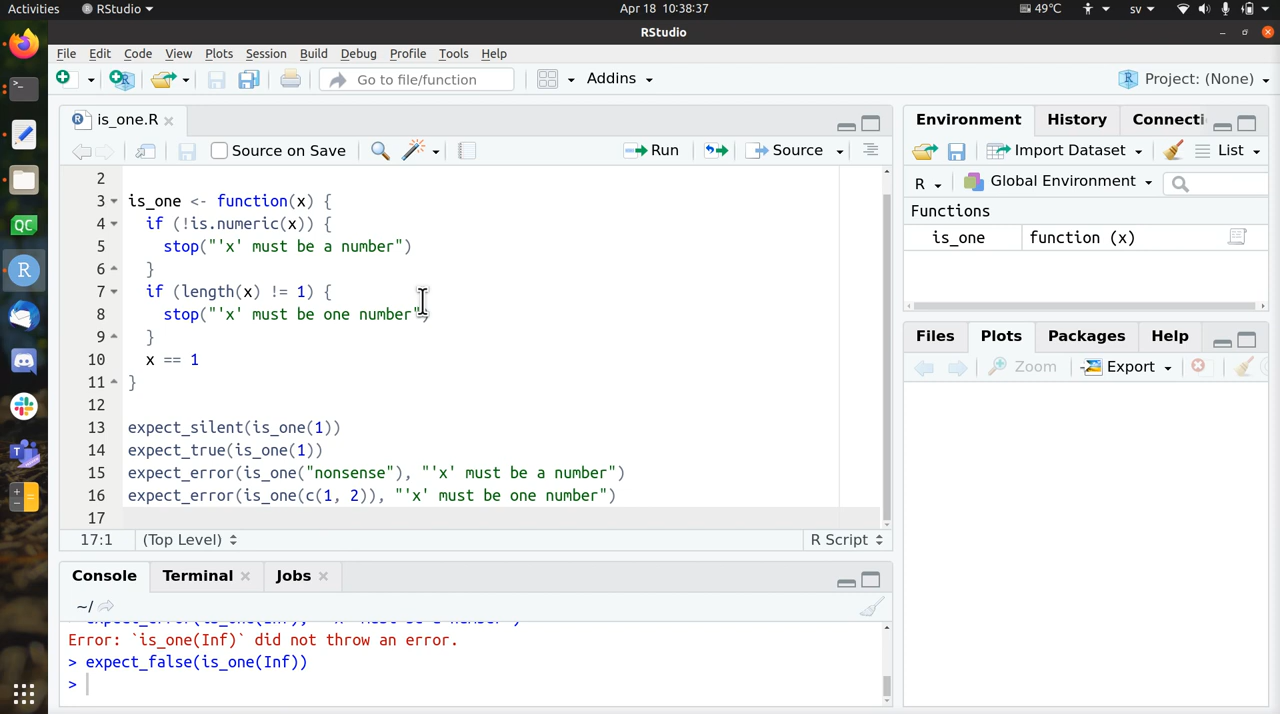 Activities RStudio Apr 18 10:38:37 49°C sv
RStudio
File Edit Code View Plots Session Build Debug Profile Tools Help
Go to file/function Addins Project: (None)
is_one.R
Source on Save Run Source
2
3 is_one <- function(x) {
4   if (!is.numeric(x)) {
5     stop("'x' must be a number")
6   }
7   if (length(x) != 1) {
8     stop("'x' must be one number")
9   }
10   x == 1
11 }
12
13 expect_silent(is_one(1))
14 expect_true(is_one(1))
15 expect_error(is_one("nonsense"), "'x' must be a number")
16 expect_error(is_one(c(1, 2)), "'x' must be one number")
17
17:1 (Top Level) R Script
Console Terminal Jobs
~/
Error: `is_one(Inf)` did not throw an error.
> expect_false(is_one(Inf))
>
Environment History Connecti
Import Dataset List
R Global Environment
Functions
is_one function (x)
Files Plots Packages Help
Zoom Export
QC
R